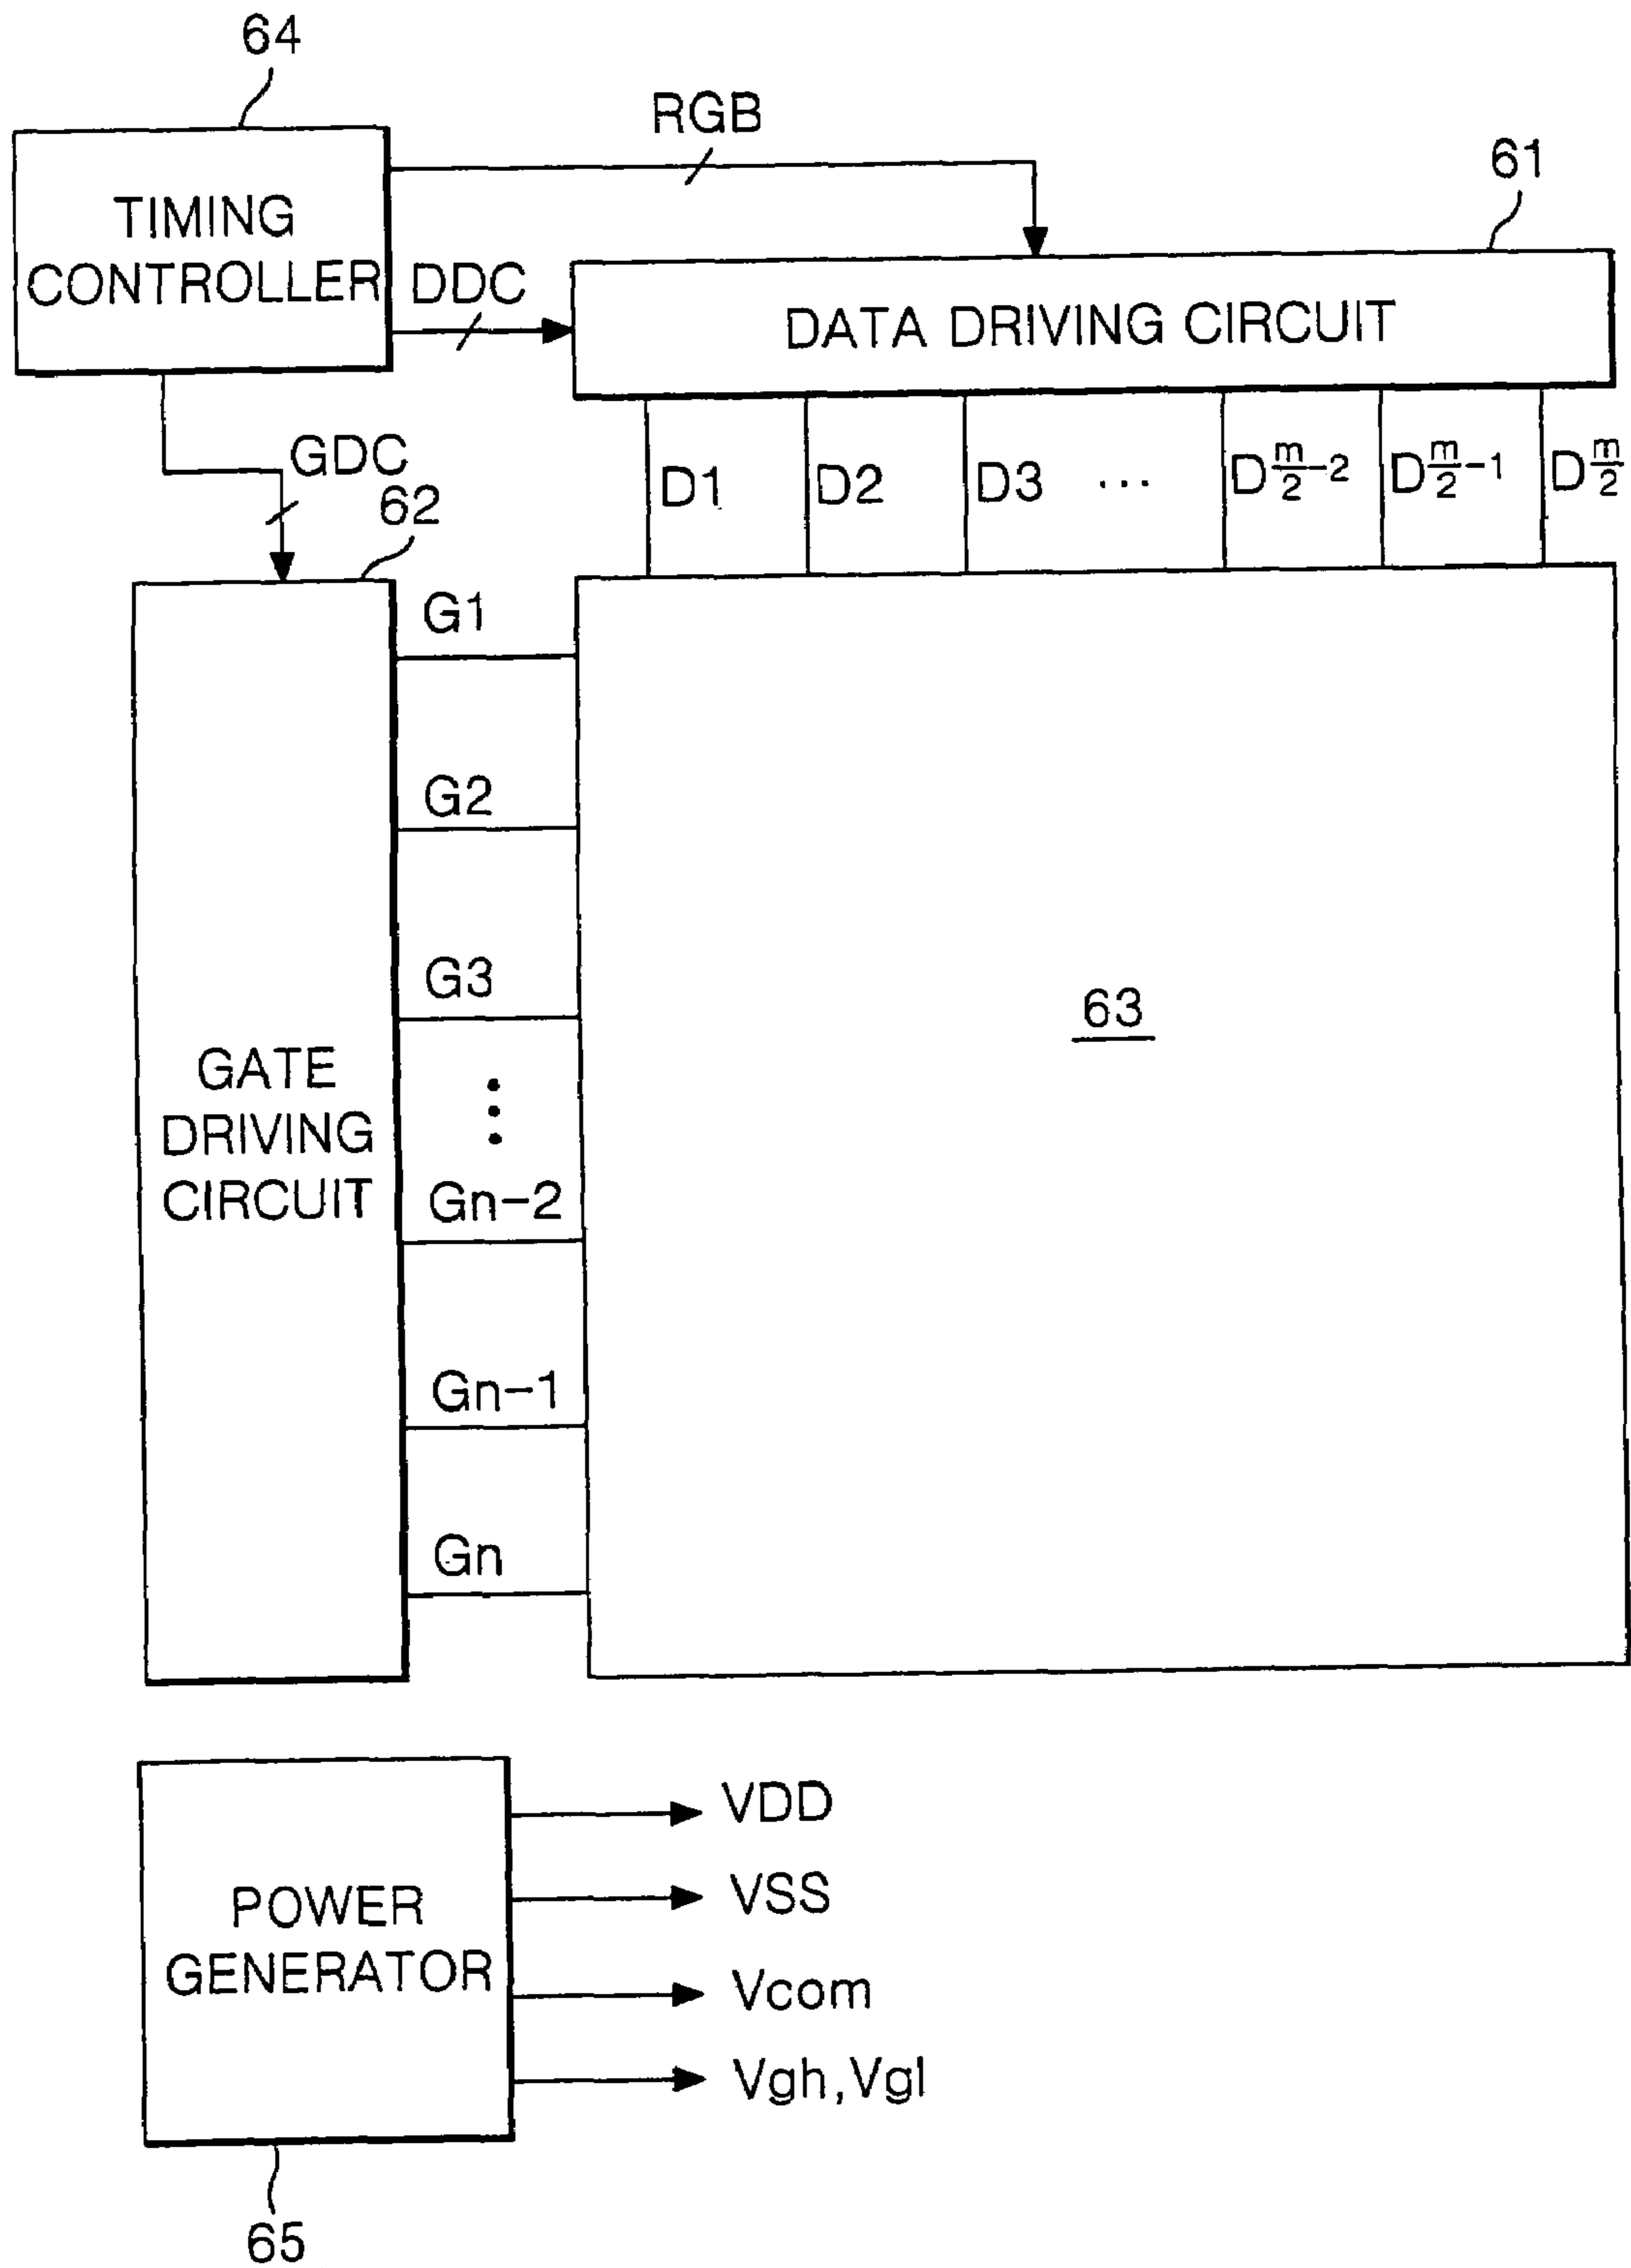 64
RGB
61
TIMING
CONTROLLER
DDC
DATA DRIVING CIRCUIT
GDC
62
D1 D2 D3 ... Dm/2-2 Dm/2-1 Dm/2
G1
G2
G3
63
GATE
DRIVING
CIRCUIT
Gn-2
Gn-1
Gn
POWER
GENERATOR
VDD
VSS
Vcom
Vgh,Vgl
65